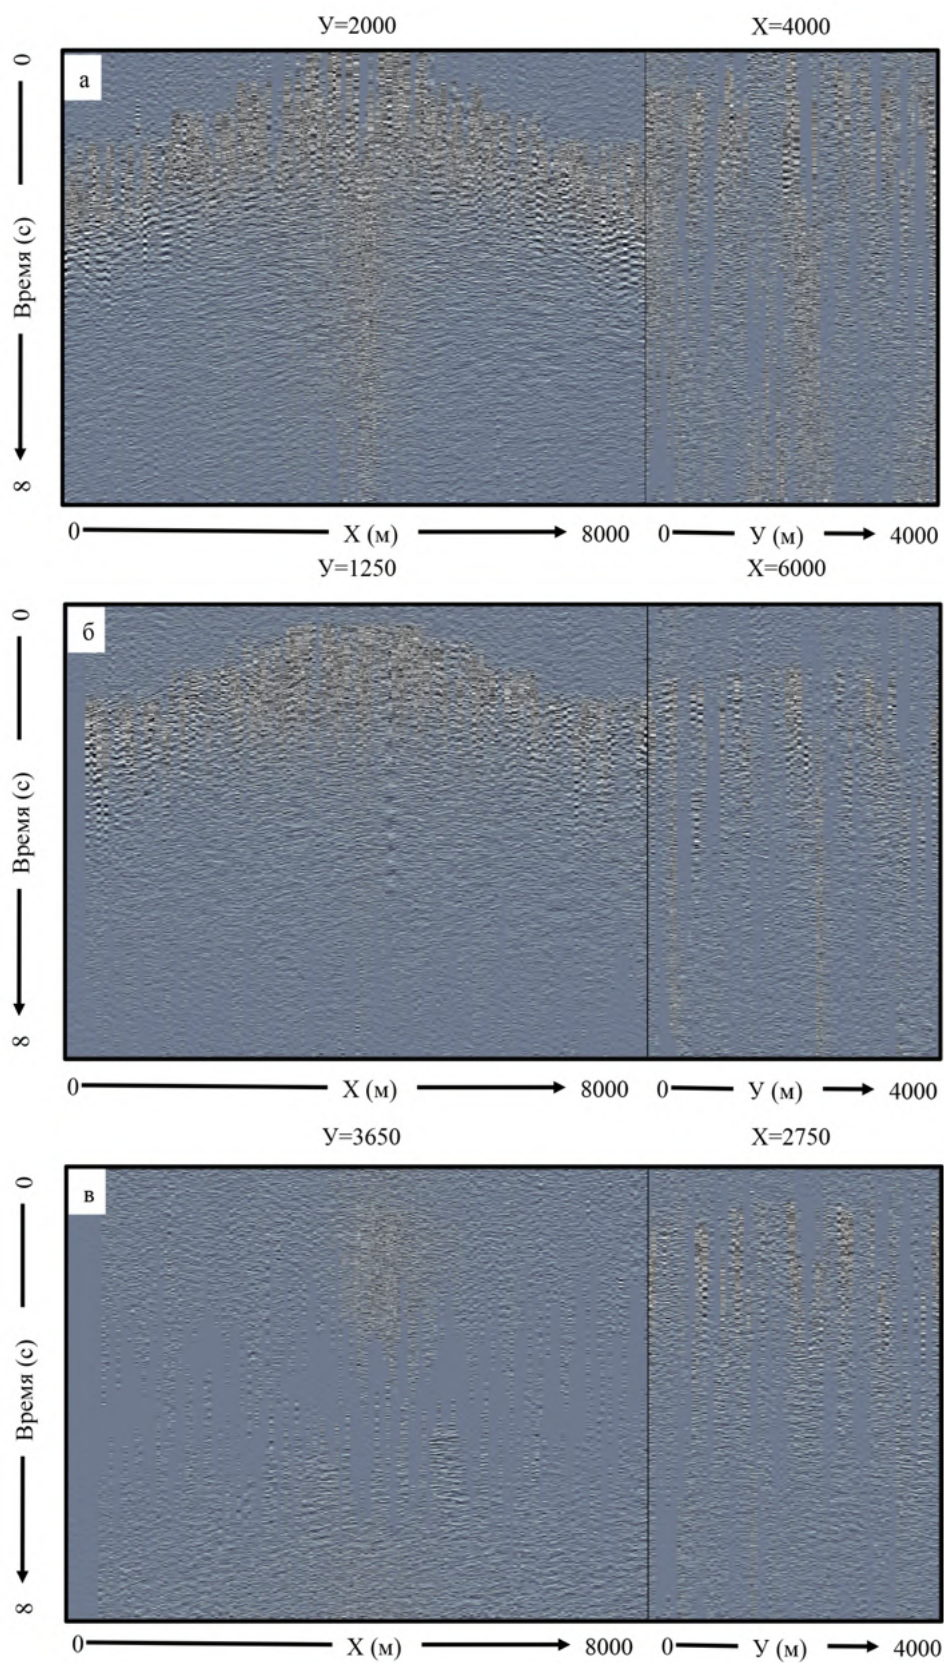 У=2000 X=4000
а
0 Время (с) 8
0 X (м) 8000 0 У (м) 4000
У=1250 X=6000
б
0 Время (с) 8
0 X (м) 8000 0 У (м) 4000
У=3650 X=2750
в
0 Время (с) 8
0 X (м) 8000 0 У (м) 4000